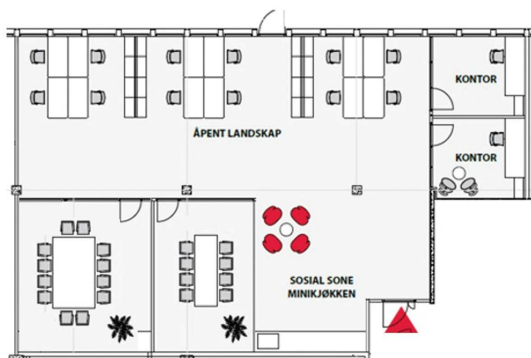 KONTOR
ÅPENT LANDSKAP
KONTOR
SOSIAL SONE
MINIKJØKKEN